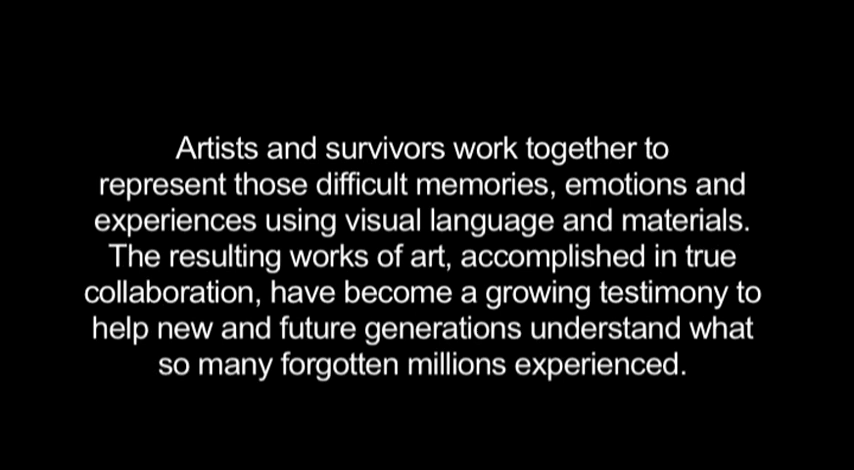 Artists and survivors work together to
represent those difficult memories, emotions and
experiences using visual language and materials.
The resulting works of art, accomplished in true
collaboration, have become a growing testimony to
help new and future generations understand what
so many forgotten millions experienced.